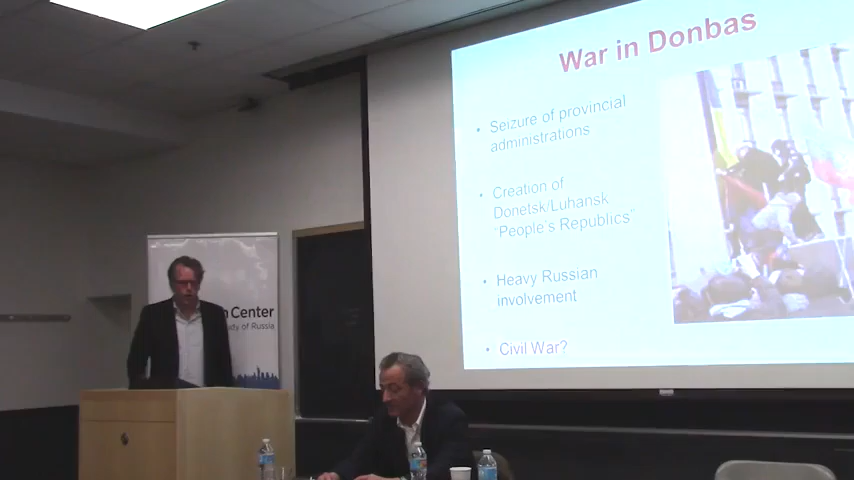 War in Donbas
• Seizure of provincial
administrations
• Creation of
Donetsk/Luhansk
"People's Republics"
• Heavy Russian
involvement
• Civil War?
Center
of Russia